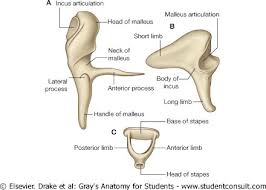 A
Incus articulation
Head of malleus
Neck of
malleus
Lateral
process
Anterior process
Handle of malleus
Malleus articulation
B
Short limb
Body of
incus
Long limb
C
Base of stapes
Posterior limb
Anterior limb
Head of stapes
© Elsevier. Drake et al: Gray's Anatomy for Students - www.studentconsult.com